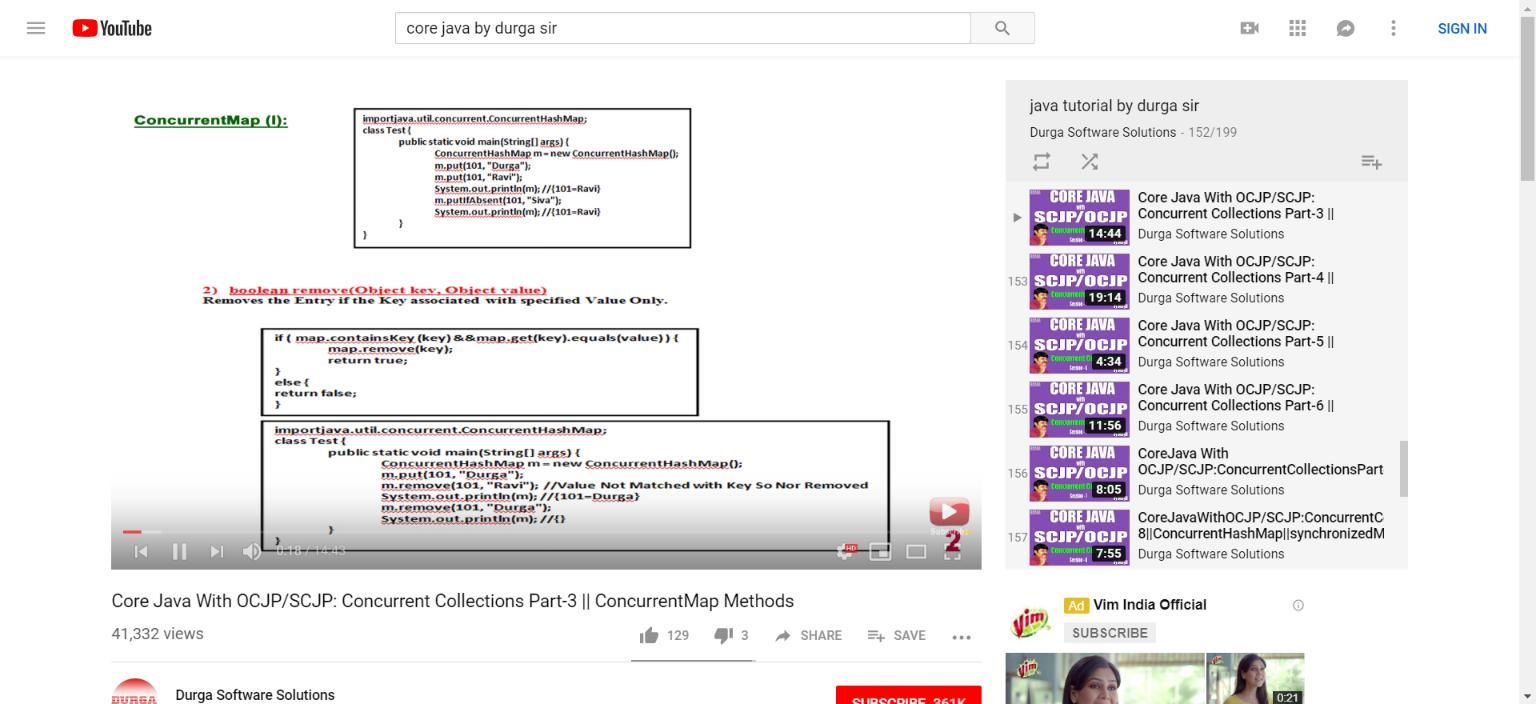 YouTube
core java by durga sir
SIGN IN
ConcurrentMap (I):
importjava.util.concurrent.ConcurrentHashMap;
class Test {
public static void main(String[] args) {
ConcurrentHashMap m = new ConcurrentHashMap();
m.put(101, "Durga");
m.put(101, "Ravi");
System.out.println(m); //{101=Ravi}
m.putIfAbsent(101, "Siva");
System.out.println(m); //{101=Ravi}
}
}
2) boolean remove(Object key, Object value)
Removes the Entry if the Key associated with specified Value Only.
if ( map.containsKey (key) &&map.get(key).equals(value) ) {
map.remove(key);
return true;
}
else {
return false;
}
importjava.util.concurrent.ConcurrentHashMap;
class Test {
public static void main(String[] args) {
ConcurrentHashMap m = new ConcurrentHashMap();
m.put(101, "Durga");
m.remove(101, "Ravi"); //Value Not Matched with Key So Nor Removed
System.out.println(m); //{101=Durga}
m.remove(101, "Durga");
System.out.println(m); //{}
}
}
2
0:18 / 14:43
HD
Core Java With OCJP/SCJP: Concurrent Collections Part-3 || ConcurrentMap Methods
41,332 views
129
3
SHARE
SAVE
DURGA
Durga Software Solutions
SUBSCRIBE 361K
java tutorial by durga sir
Durga Software Solutions - 152/199
CORE JAVA
with
SCJP/OCJP
14:44
Core Java With OCJP/SCJP:
Concurrent Collections Part-3 ||
Durga Software Solutions
153
CORE JAVA
with
SCJP/OCJP
19:14
Core Java With OCJP/SCJP:
Concurrent Collections Part-4 ||
Durga Software Solutions
154
CORE JAVA
with
SCJP/OCJP
4:34
Core Java With OCJP/SCJP:
Concurrent Collections Part-5 ||
Durga Software Solutions
155
CORE JAVA
with
SCJP/OCJP
11:56
Core Java With OCJP/SCJP:
Concurrent Collections Part-6 ||
Durga Software Solutions
156
CORE JAVA
with
SCJP/OCJP
8:05
CoreJava With
OCJP/SCJP:ConcurrentCollectionsPart
Durga Software Solutions
157
CORE JAVA
with
SCJP/OCJP
7:55
CoreJavaWithOCJP/SCJP:ConcurrentC
8||ConcurrentHashMap||synchronizedM
Durga Software Solutions
Vim
Ad Vim India Official
SUBSCRIBE
Vim
Vim
0:21